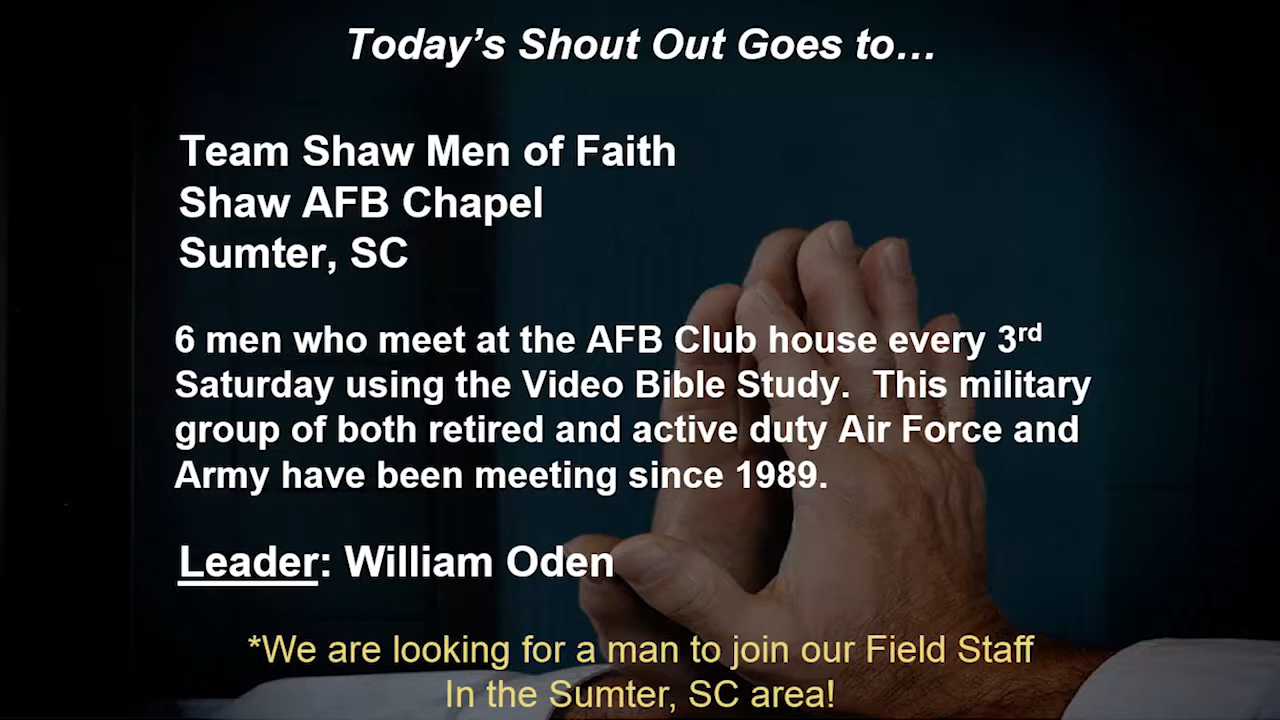 Today’s Shout Out Goes to…
Team Shaw Men of Faith
Shaw AFB Chapel
Sumter, SC
6 men who meet at the AFB Club house every 3rd
Saturday using the Video Bible Study.  This military
group of both retired and active duty Air Force and
Army have been meeting since 1989.
Leader: William Oden
*We are looking for a man to join our Field Staff
In the Sumter, SC area!